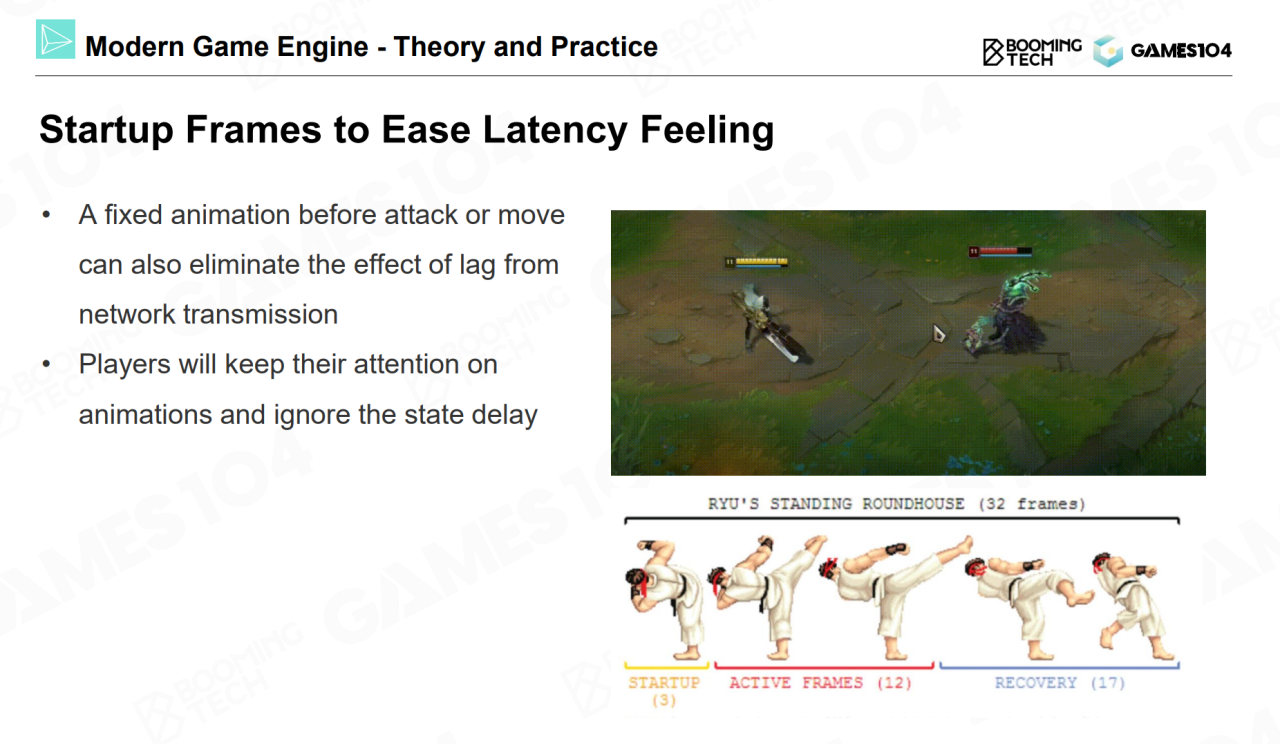 Modern Game Engine - Theory and Practice
BOOMING
TECH
GAMES104
Startup Frames to Ease Latency Feeling
• A fixed animation before attack or move
can also eliminate the effect of lag from
network transmission
• Players will keep their attention on
animations and ignore the state delay
11
11
RYU'S STANDING ROUNDHOUSE (32 frames)
STARTUP
(3)
ACTIVE FRAMES (12)
RECOVERY (17)